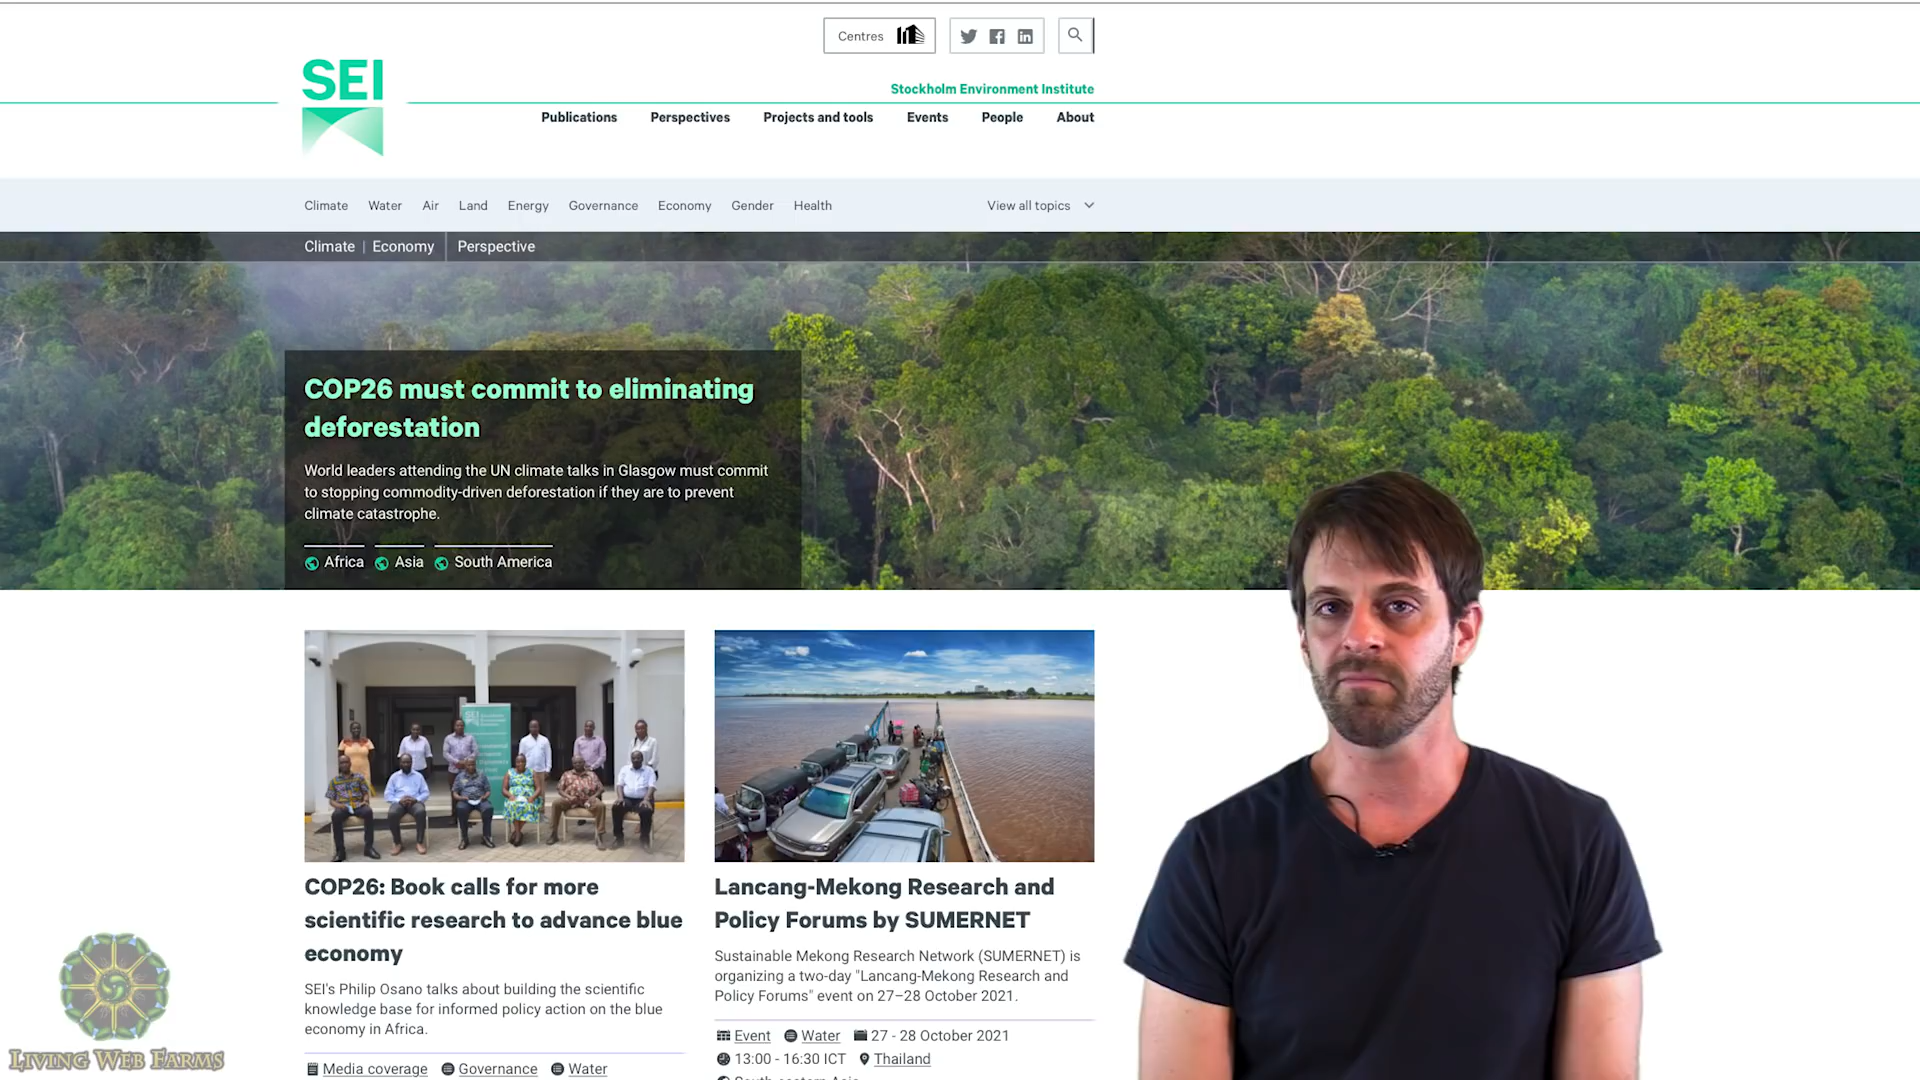 Centres
SEI
Stockholm Environment Institute
Publications Perspectives Projects and tools Events People About
Climate Water Air Land Energy Governance Economy Gender Health View all topics
Climate | Economy Perspective
COP26 must commit to eliminating
deforestation
World leaders attending the UN climate talks in Glasgow must commit
to stopping commodity-driven deforestation if they are to prevent
climate catastrophe.
Africa Asia South America
SEI
COP26: Book calls for more
scientific research to advance blue
economy
SEI's Philip Osano talks about building the scientific
knowledge base for informed policy action on the blue
economy in Africa.
Media coverage Governance Water
Lancang-Mekong Research and
Policy Forums by SUMERNET
Sustainable Mekong Research Network (SUMERNET) is
organizing a two-day "Lancang-Mekong Research and
Policy Forums" event on 27–28 October 2021.
Event Water 27 - 28 October 2021
13:00 - 16:30 ICT Thailand
South-eastern Asia
LIVING WEB FARMS